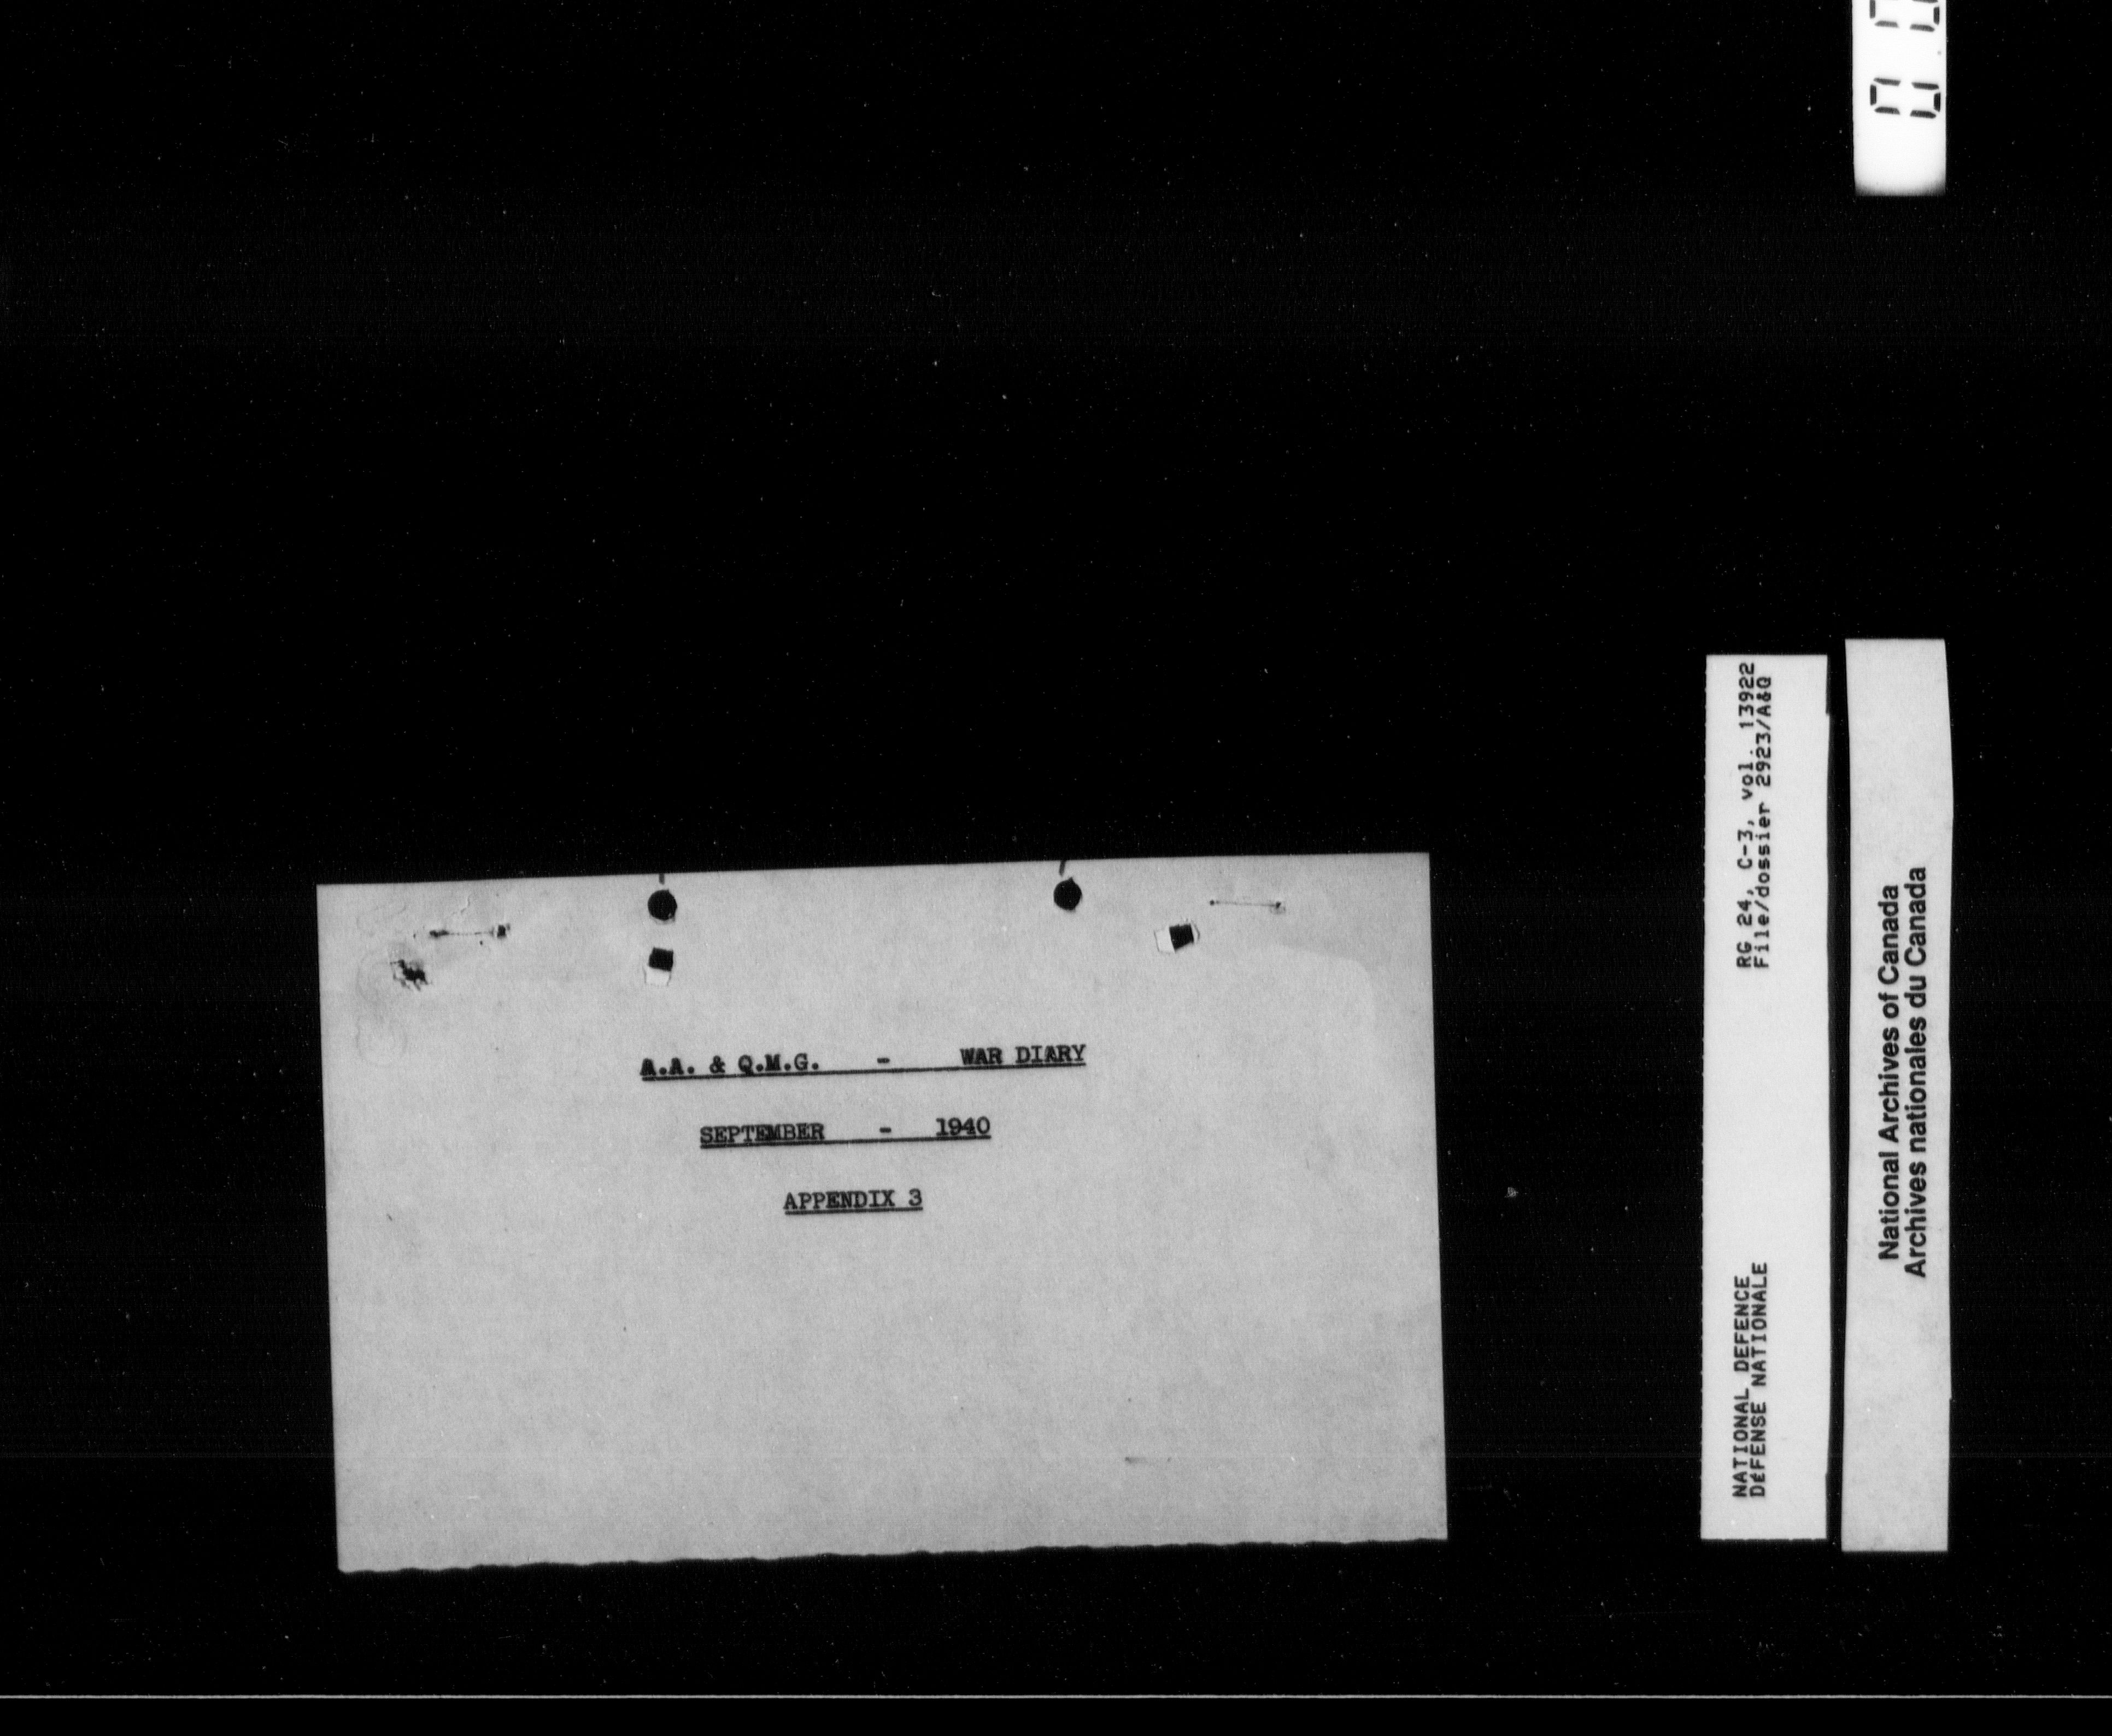 A.A. & Q.M.G. - WAR DIARY
SEPTEMBER - 1940
APPENDIX 3
NATIONAL DEFENCE RG 24, C-3, vol. 13922
DéFENSE NATIONALE File/dossier 2923/A&Q
National Archives of Canada
Archives nationales du Canada